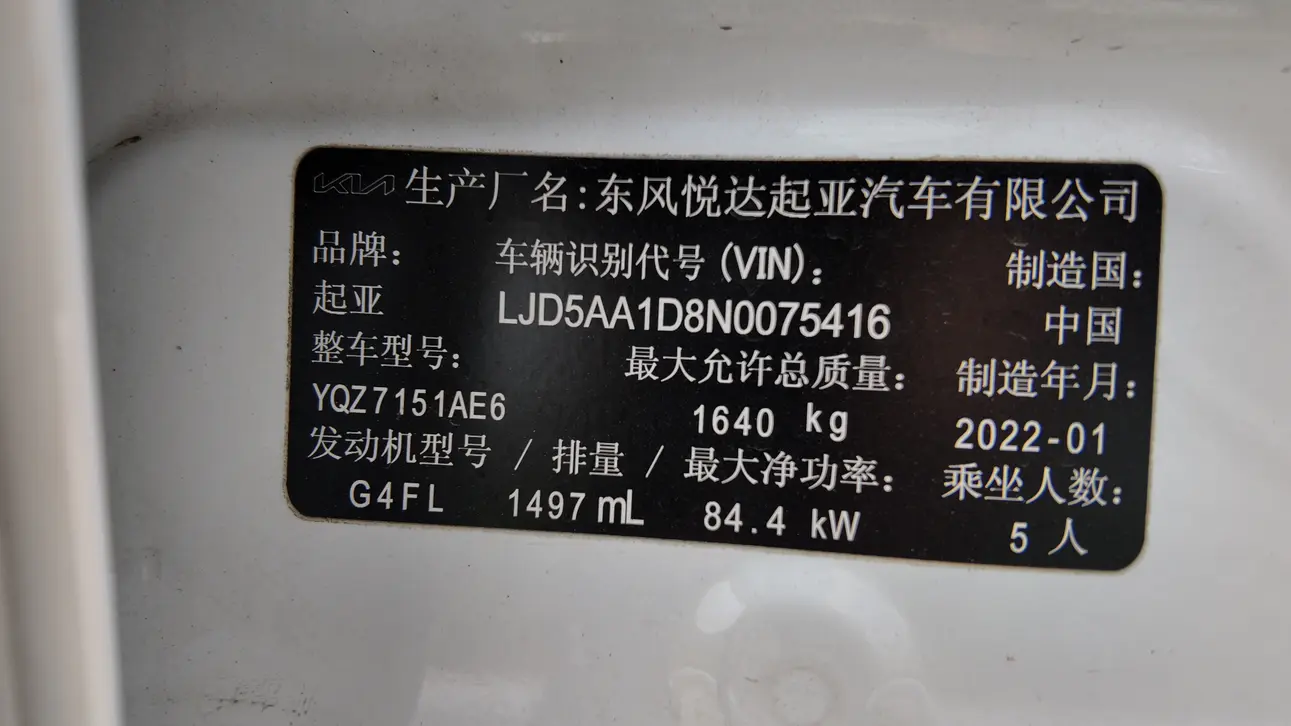 KIA 生产厂名:东风悦达起亚汽车有限公司
品牌: 车辆识别代号(VIN): 制造国:
起亚 LJD5AA1D8N0075416 中国
整车型号: 最大允许总质量: 制造年月:
YQZ7151AE6 1640 kg 2022-01
发动机型号 / 排量 / 最大净功率: 乘坐人数:
G4FL 1497 mL 84.4 kW 5 人